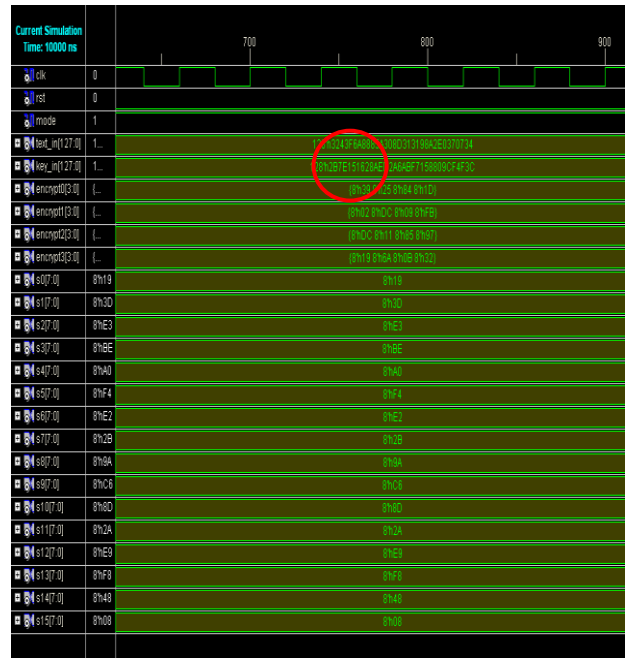 Current Simulation
Time: 10000 ns
700 800 900
clk 0
rst 0
mode 1
text_in[127:0] 1... 128'h3243F6A8885A308D313198A2E0370734
key_in[127:0] 1... 128'h2B7E151628AED2A6ABF7158809CF4F3C
encrypt0[3:0] {... {8'h39 8'h25 8'h84 8'h1D}
encrypt1[3:0] {... {8'h02 8'hDC 8'h09 8'hFB}
encrypt2[3:0] {... {8'hDC 8'h11 8'h85 8'h97}
encrypt3[3:0] {... {8'h19 8'h6A 8'h0B 8'h32}
s0[7:0] 8'h19 8'h19
s1[7:0] 8'h3D 8'h3D
s2[7:0] 8'hE3 8'hE3
s3[7:0] 8'hBE 8'hBE
s4[7:0] 8'hA0 8'hA0
s5[7:0] 8'hF4 8'hF4
s6[7:0] 8'hE2 8'hE2
s7[7:0] 8'h2B 8'h2B
s8[7:0] 8'h9A 8'h9A
s9[7:0] 8'hC6 8'hC6
s10[7:0] 8'h8D 8'h8D
s11[7:0] 8'h2A 8'h2A
s12[7:0] 8'hE9 8'hE9
s13[7:0] 8'hF8 8'hF8
s14[7:0] 8'h48 8'h48
s15[7:0] 8'h08 8'h08